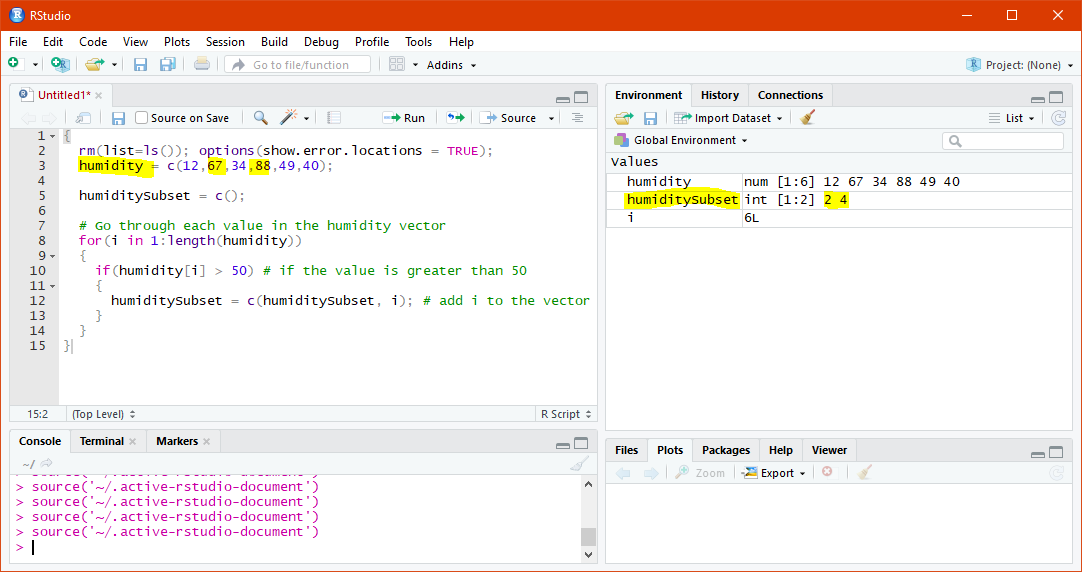 RStudio
File Edit Code View Plots Session Build Debug Profile Tools Help
Go to file/function Addins Project: (None)
Untitled1*
Source on Save Run Source
1 {
2 rm(list=ls()); options(show.error.locations = TRUE);
3 humidity = c(12,67,34,88,49,40);
4
5 humiditySubset = c();
6
7 # Go through each value in the humidity vector
8 for(i in 1:length(humidity))
9 {
10 if(humidity[i] > 50) # if the value is greater than 50
11 {
12 humiditySubset = c(humiditySubset, i); # add i to the vector
13 }
14 }
15 }
15:2 (Top Level) R Script
Console Terminal Markers
~/
> source('~/.active-rstudio-document')
> source('~/.active-rstudio-document')
> source('~/.active-rstudio-document')
> source('~/.active-rstudio-document')
> source('~/.active-rstudio-document')
>
Environment History Connections
Import Dataset List
Global Environment
Values
humidity num [1:6] 12 67 34 88 49 40
humiditySubset int [1:2] 2 4
i 6L
Files Plots Packages Help Viewer
Zoom Export